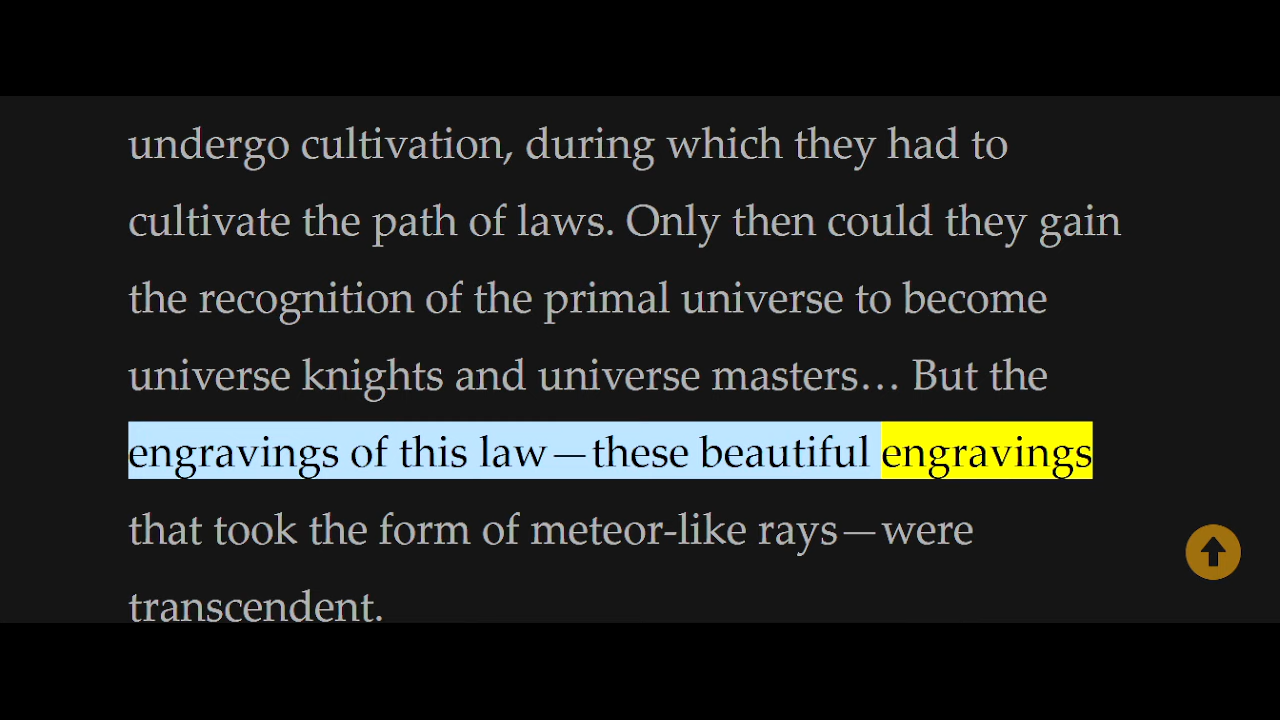 undergo cultivation, during which they had to
cultivate the path of laws. Only then could they gain
the recognition of the primal universe to become
universe knights and universe masters… But the
engravings of this law—these beautiful engravings
that took the form of meteor-like rays—were
transcendent.